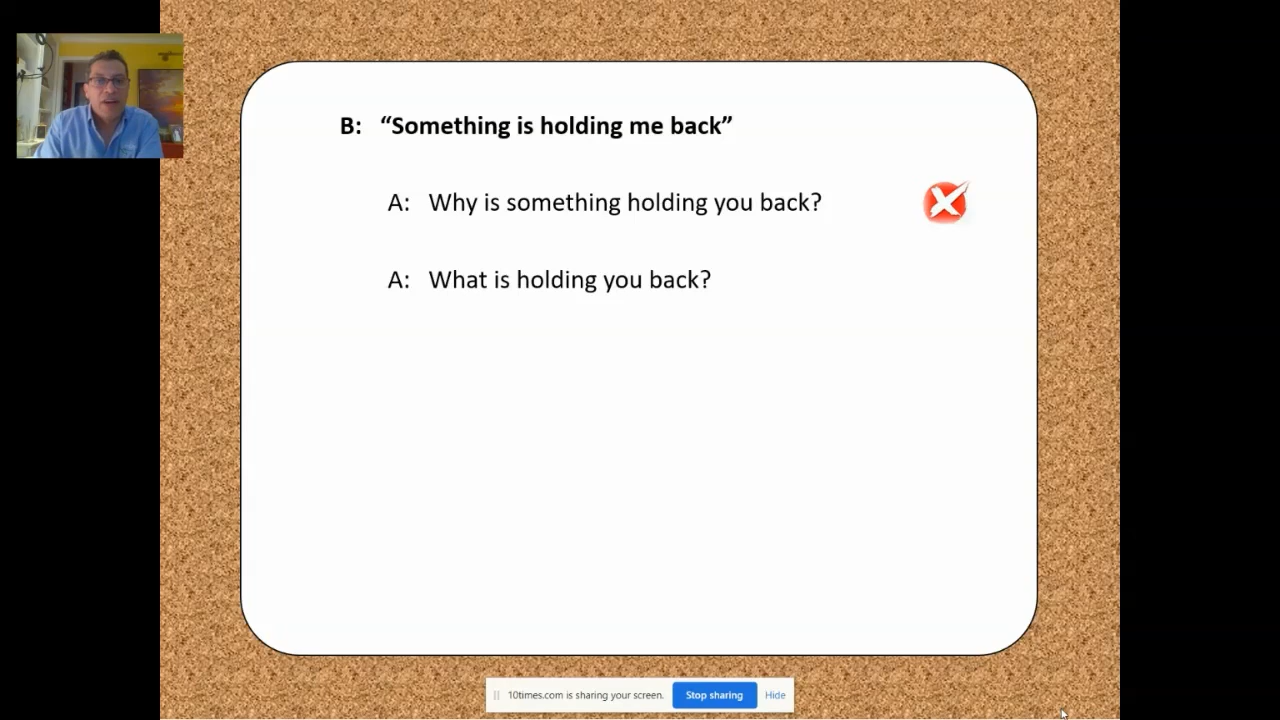 B: “Something is holding me back”
A: Why is something holding you back?
A: What is holding you back?
10times.com is sharing your screen. Stop sharing Hide